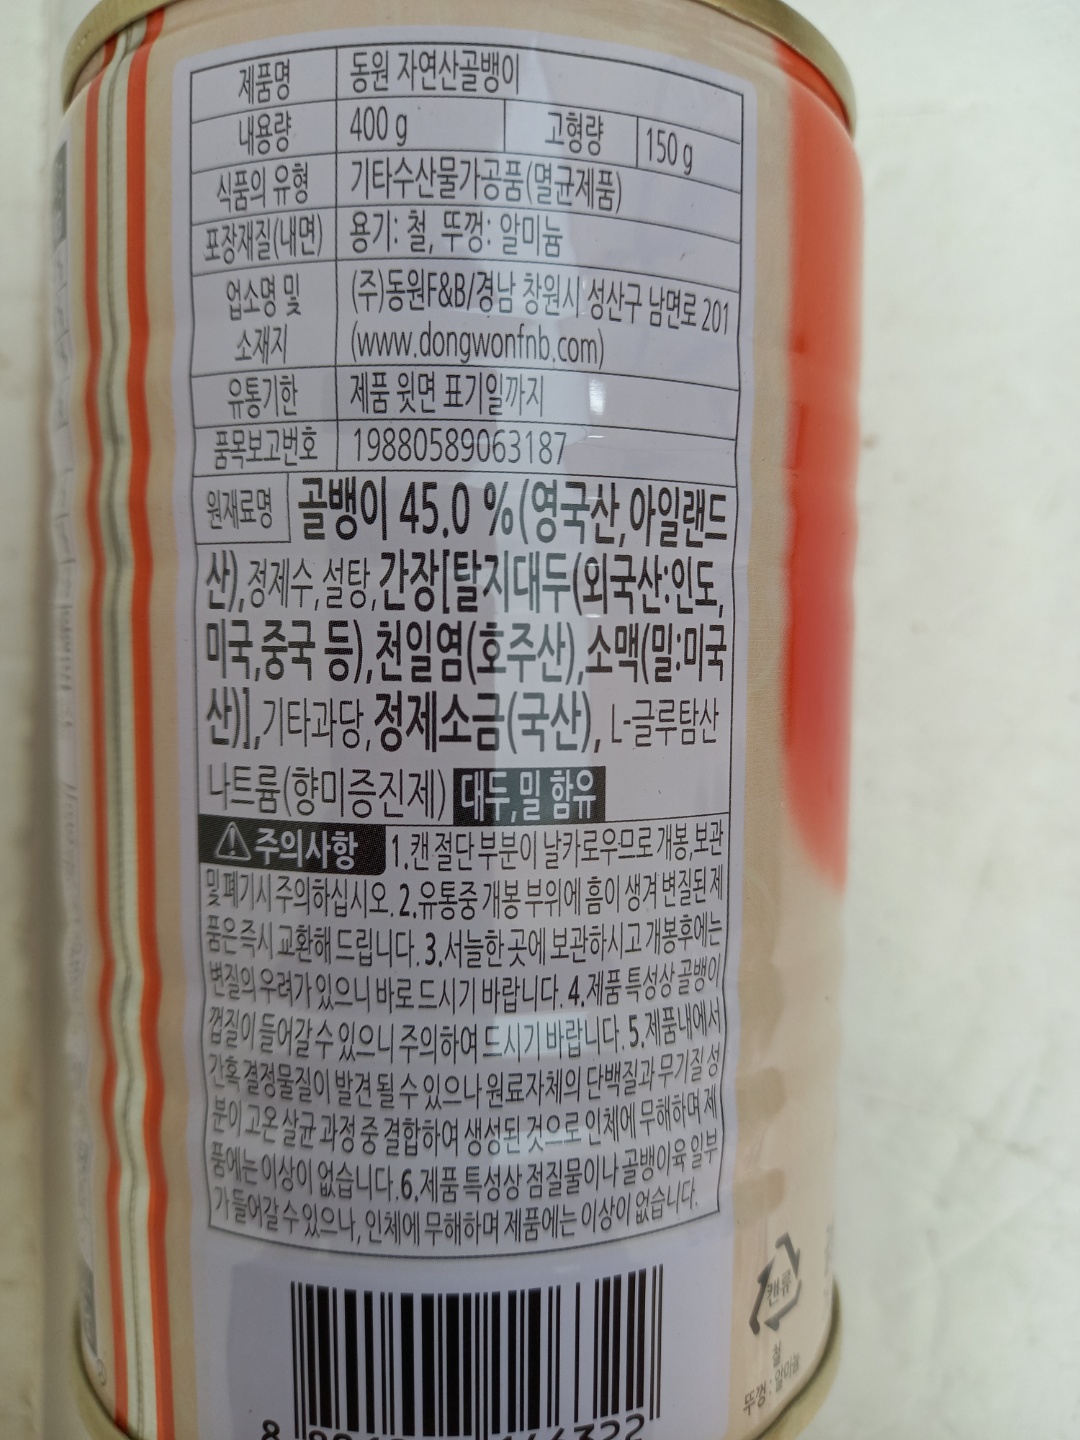 제품명 동원 자연산골뱅이
내용량 400 g 고형량 150 g
식품의 유형 기타수산물가공품(멸균제품)
포장재질(내면) 용기: 철, 뚜껑: 알미늄
업소명 및 소재지 (주)동원F&B/경남 창원시 성산구 남면로 201
(www.dongwonfnb.com)
유통기한 제품 윗면 표기일까지
품목보고번호 19880589063187
원재료명 골뱅이 45.0 %(영국산,아일랜드
산),정제수,설탕,간장[탈지대두(외국산:인도,
미국,중국 등),천일염(호주산),소맥(밀:미국
산)],기타과당,정제소금(국산), L-글루탐산
나트륨(향미증진제) 대두,밀 함유
주의사항 1.캔 절단 부분이 날카로우므로 개봉,보관
및 폐기시 주의하십시오. 2.유통중 개봉 부위에 흠이 생겨 변질된 제
품은 즉시 교환해 드립니다. 3.서늘한 곳에 보관하시고 개봉후에는
변질의 우려가 있으니 바로 드시기 바랍니다. 4.제품 특성상 골뱅이
껍질이 들어갈 수 있으니 주의하여 드시기 바랍니다. 5.제품내에서
간혹 결정물질이 발견 될 수 있으나 원료자체의 단백질과 무기질 성
분이 고온 살균 과정 중 결합하여 생성된 것으로 인체에 무해하며 제
품에는 이상이 없습니다. 6.제품 특성상 점질물이나 골뱅이육 일부
가 들어갈 수 있으나, 인체에 무해하며 제품에는 이상이 없습니다.
캔류
철
뚜껑:알미늄